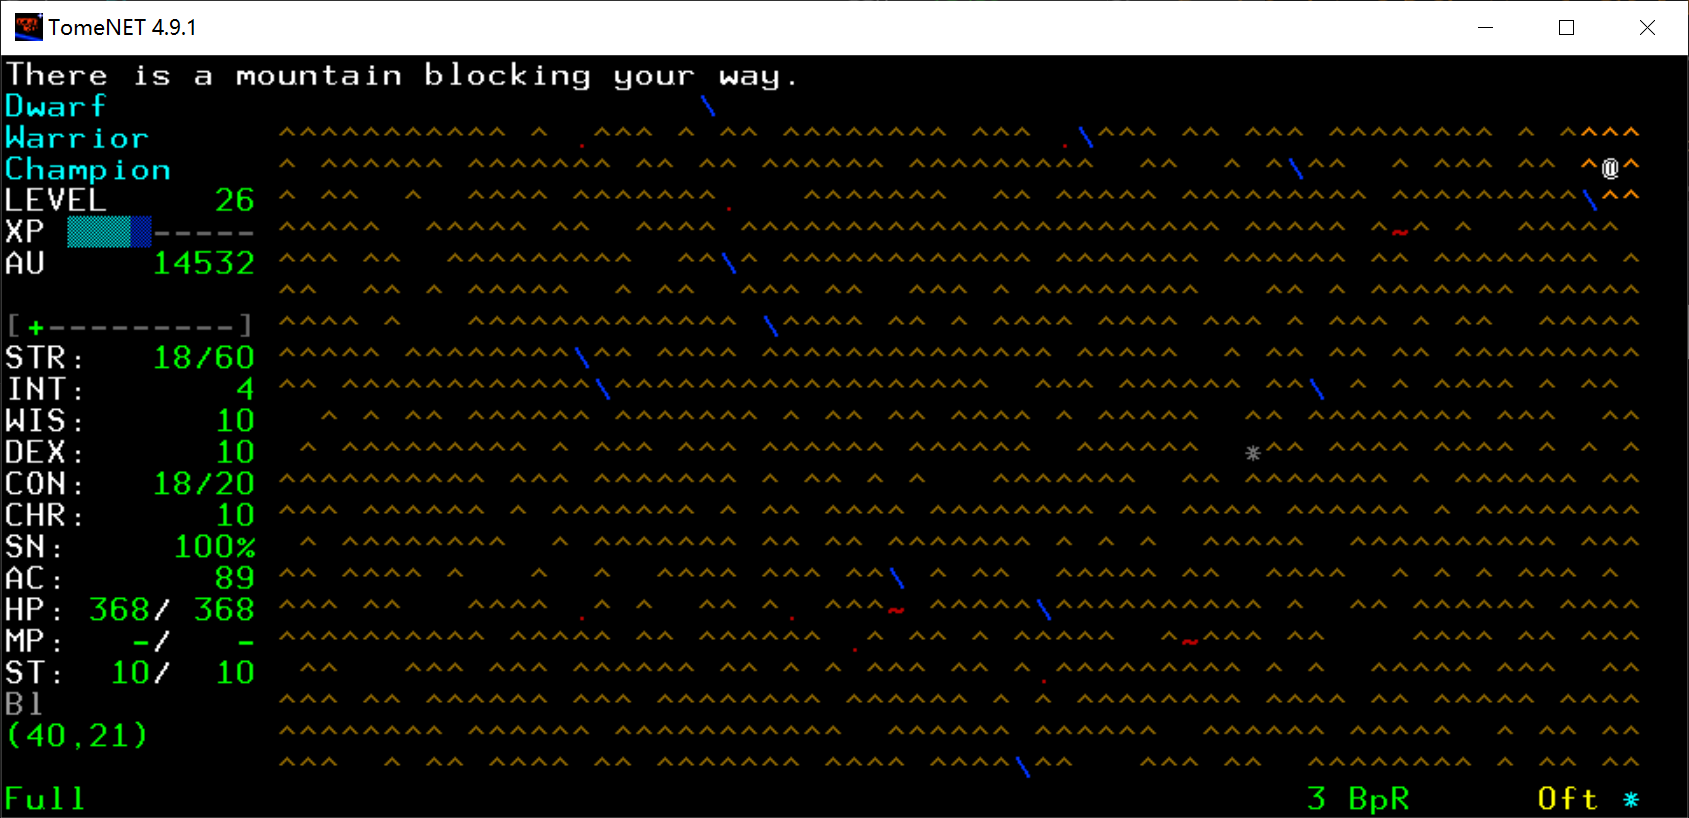 TomeNET 4.9.1
There is a mountain blocking your way.
Dwarf
Warrior
Champion
LEVEL 26
XP
AU 14532
[+---------]
STR: 18/60
INT: 4
WIS: 10
DEX: 10
CON: 18/20
CHR: 10
SN: 100%
AC: 89
HP: 368/ 368
MP: -/ -
ST: 10/ 10
Bl
(40,21)
Full 3 BpR 0ft *